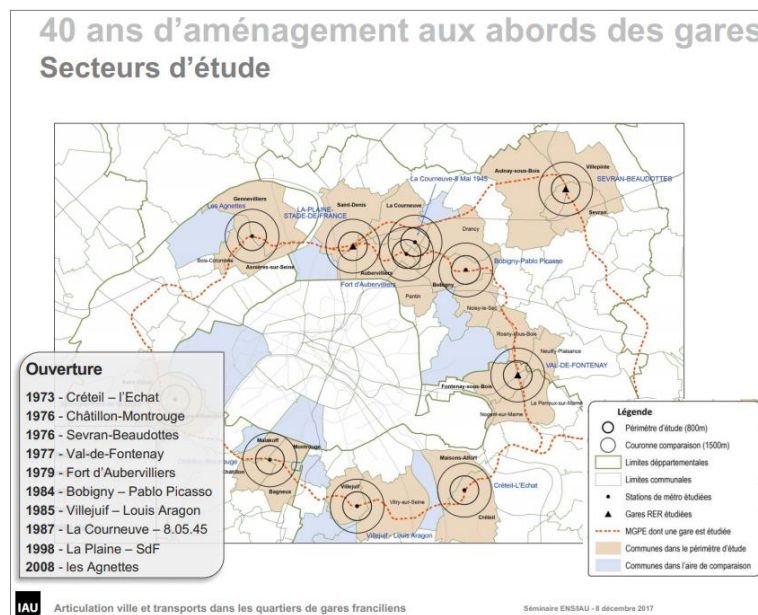 40 ans d'aménagement aux abords des gares
Secteurs d'étude
Aulnay-sous-Bois
Villepinte
SEVRAN-BEAUDOTTES
La Courneuve-8 Mai 1945
Gennevilliers
Les Agnettes
LA-PLAINE-
STADE-DE-FRANCE
Saint-Denis
La Courneuve
Sevran
Drancy
Bois-Colombes
Asnières-sur-Seine
Aubervilliers
Fort d'Aubervilliers
Bobigny-Pablo Picasso
Bobigny
Pantin
Noisy-le-Sec
Rosny-sous-Bois
Neuilly-Plaisance
VAL-DE-FONTENAY
Fontenay-sous-Bois
Le Perreux-sur-Marne
Nogent-sur-Marne
Malakoff
Montrouge
Bagneux
Villejuif
Vitry-sur-Seine
Villejuif - Louis Aragon
Maisons-Alfort
Créteil-L'Echat
Créteil
Ouverture
1973 - Créteil – l'Echat
1976 - Châtillon-Montrouge
1976 - Sevran-Beaudottes
1977 - Val-de-Fontenay
1979 - Fort d'Aubervilliers
1984 - Bobigny – Pablo Picasso
1985 - Villejuif – Louis Aragon
1987 - La Courneuve – 8.05.45
1998 - La Plaine – SdF
2008 - les Agnettes
Légende
Périmètre d'étude (800m)
Couronne comparaison (1500m)
Limites départementales
Limites communales
Stations de métro étudiées
Gares RER étudiées
MGPE dont une gare est étudiée
Communes dans le périmètre d'étude
Communes dans l'aire de comparaison
IAU
Articulation ville et transports dans les quartiers de gares franciliens
Séminaire ENS/IAU - 8 décembre 2017